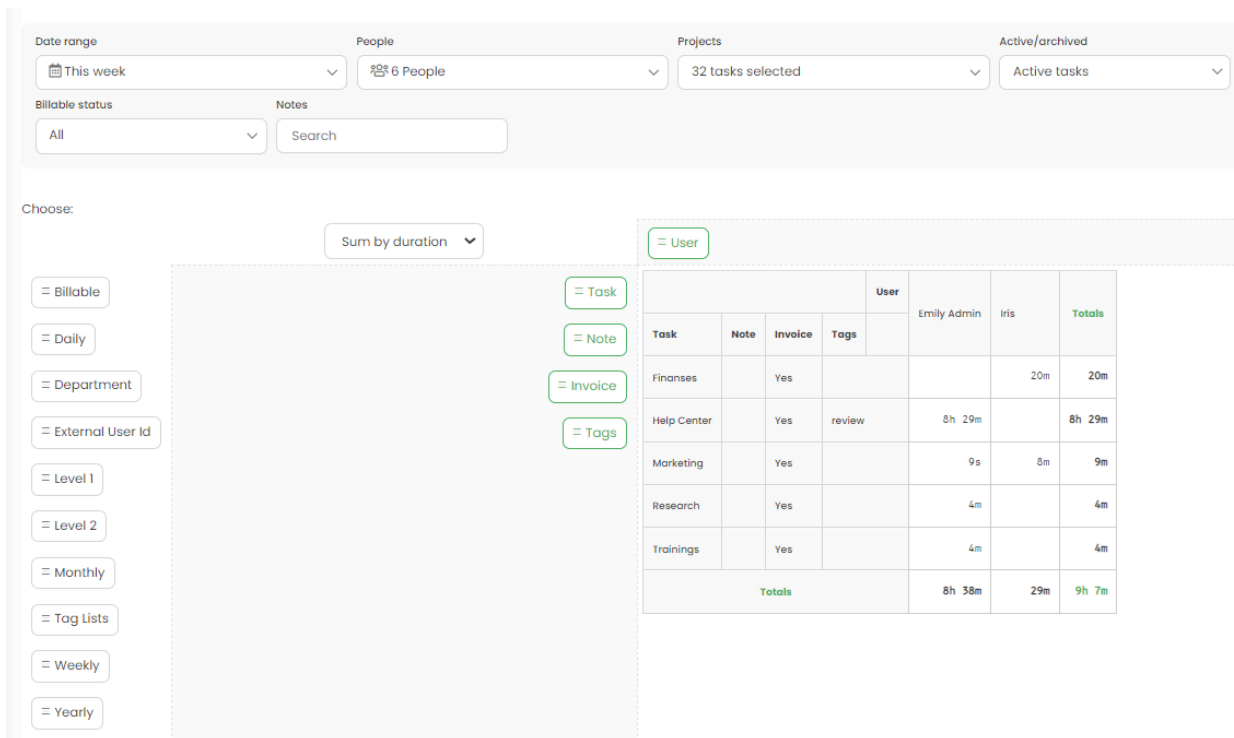 Date range People Projects Active/archived
This week 6 People 32 tasks selected Active tasks
Billable status Notes
All Search
Choose:
Sum by duration = User
= Billable = Task
= Daily = Note
= Department = Invoice
= External User Id = Tags
= Level 1
= Level 2
= Monthly
= Tag Lists
= Weekly
= Yearly
User Emily Admin Iris Totals
Task Note Invoice Tags
Finanses Yes 20m 20m
Help Center Yes review 8h 29m 8h 29m
Marketing Yes 9s 8m 9m
Research Yes 4m 4m
Trainings Yes 4m 4m
Totals 8h 38m 29m 9h 7m